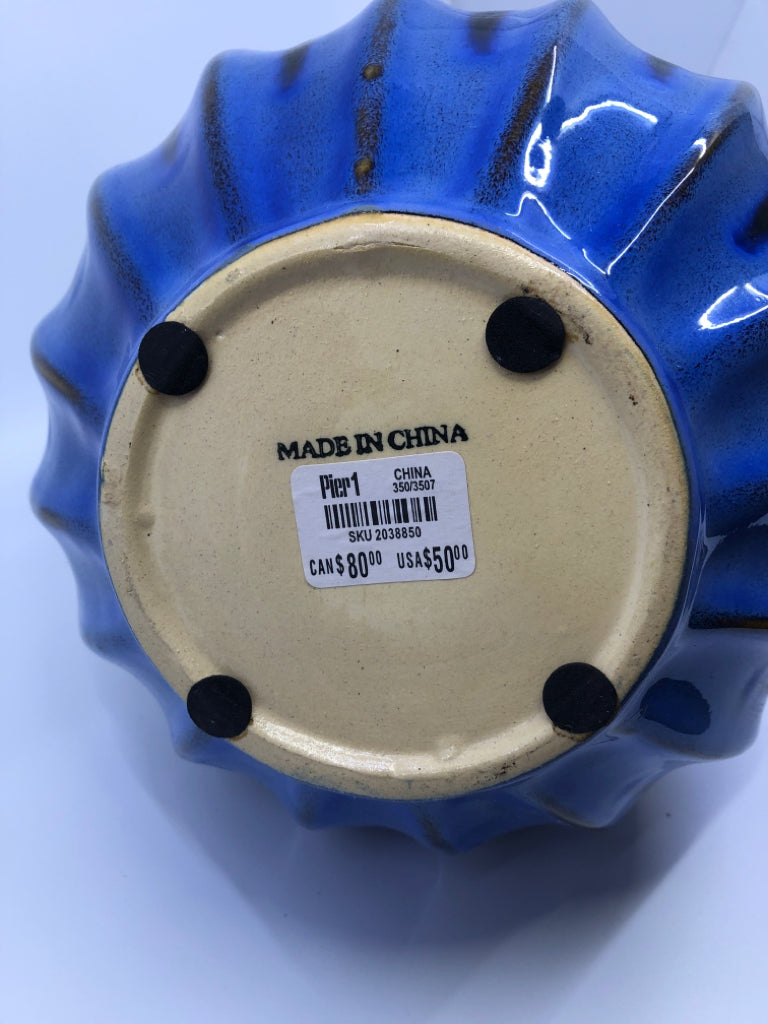 MADE IN CHINA
Pier1 CHINA
350/3507
SKU 2038850
CAN$80⁰⁰ USA$50⁰⁰